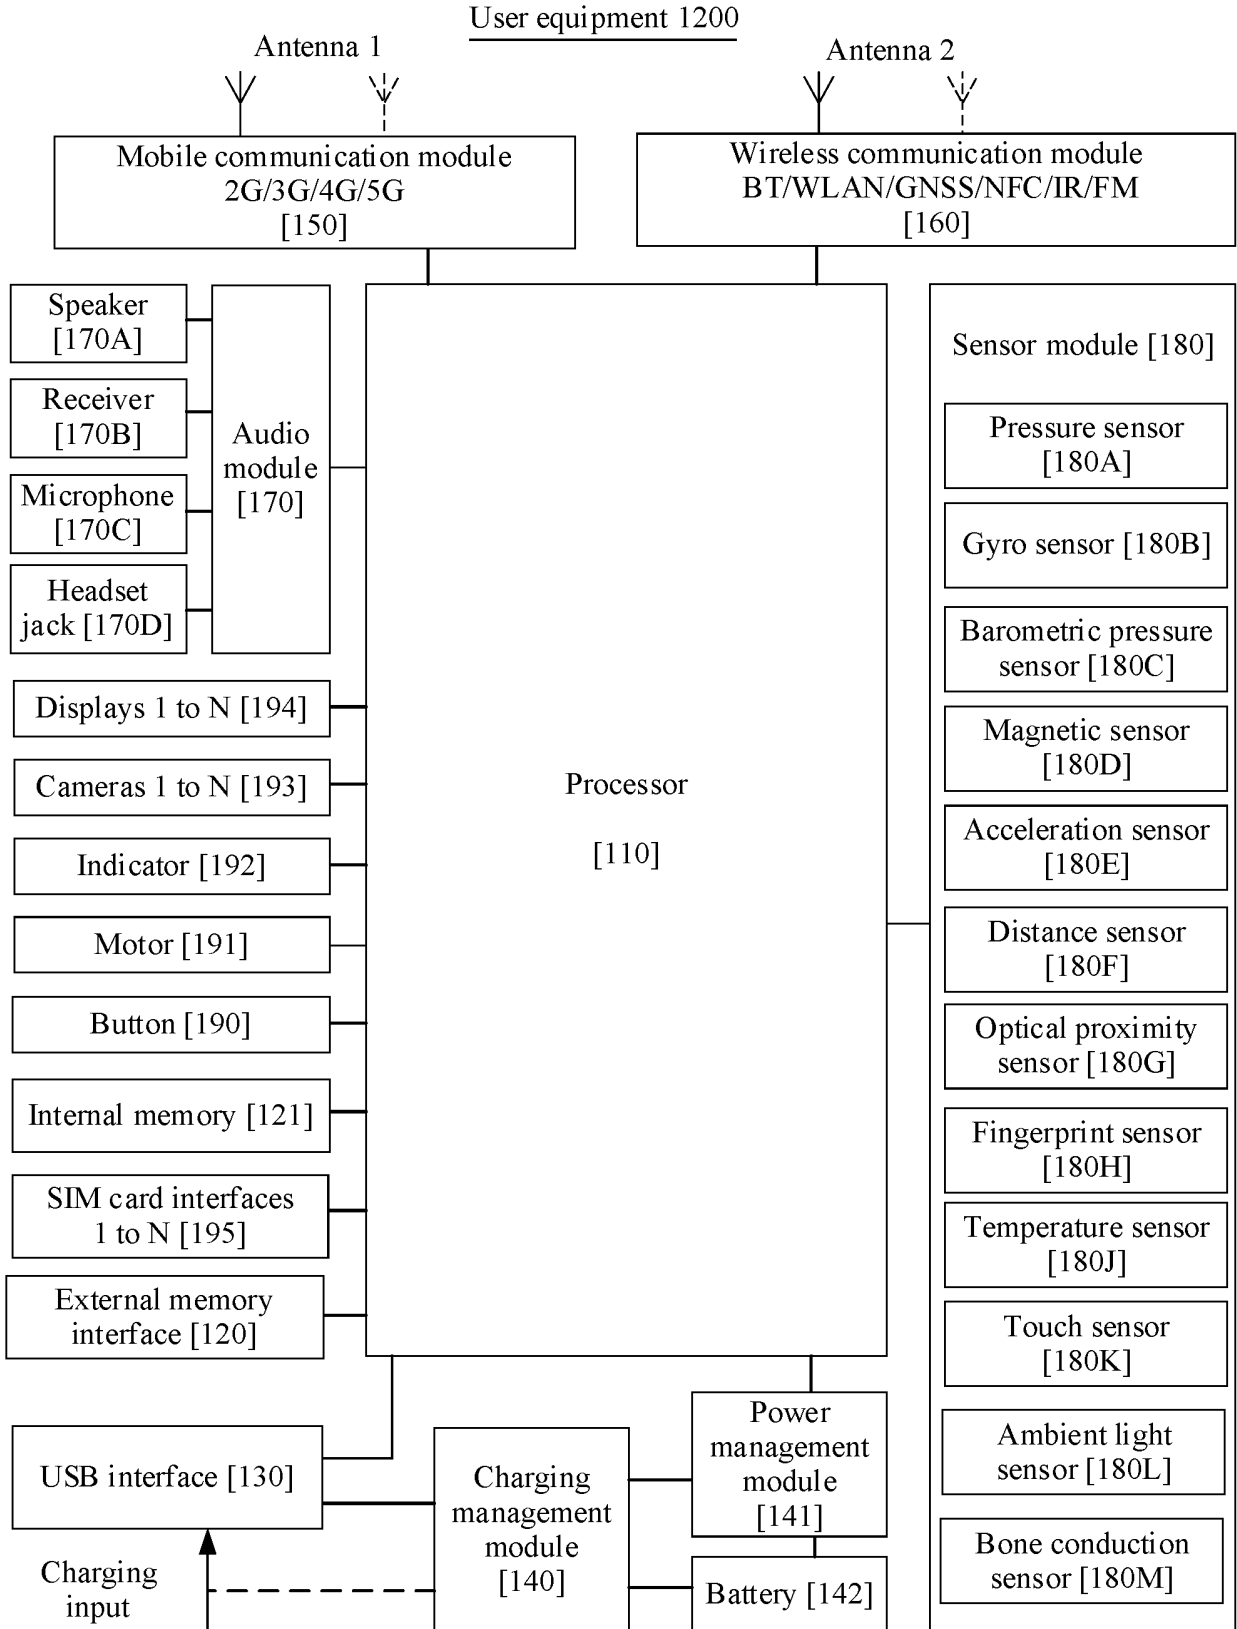 User equipment 1200
Antenna 1
Antenna 2
Mobile communication module
2G/3G/4G/5G
[150]
Wireless communication module
BT/WLAN/GNSS/NFC/IR/FM
[160]
Speaker
[170A]
Receiver
[170B]
Microphone
[170C]
Headset
jack [170D]
Audio
module
[170]
Displays 1 to N [194]
Cameras 1 to N [193]
Indicator [192]
Motor [191]
Button [190]
Internal memory [121]
SIM card interfaces
1 to N [195]
External memory
interface [120]
Processor
[110]
Sensor module [180]
Pressure sensor
[180A]
Gyro sensor [180B]
Barometric pressure
sensor [180C]
Magnetic sensor
[180D]
Acceleration sensor
[180E]
Distance sensor
[180F]
Optical proximity
sensor [180G]
Fingerprint sensor
[180H]
Temperature sensor
[180J]
Touch sensor
[180K]
Ambient light
sensor [180L]
Bone conduction
sensor [180M]
USB interface [130]
Charging
input
Charging
management
module
[140]
Power
management
module
[141]
Battery [142]